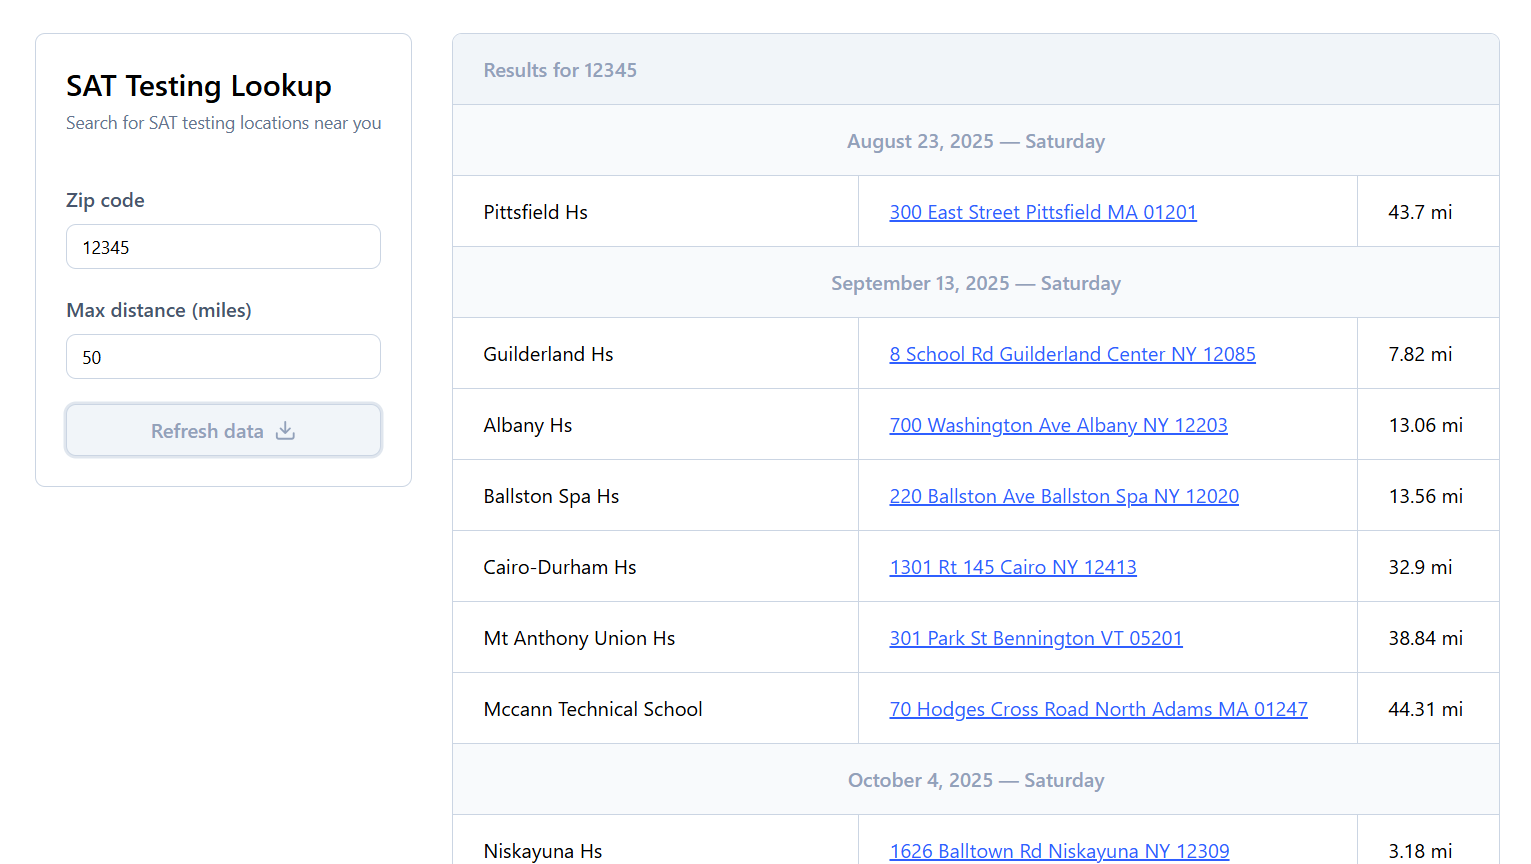 SAT Testing Lookup
Search for SAT testing locations near you
Zip code
12345
Max distance (miles)
50
Refresh data
Results for 12345
August 23, 2025 — Saturday
Pittsfield Hs 300 East Street Pittsfield MA 01201 43.7 mi
September 13, 2025 — Saturday
Guilderland Hs 8 School Rd Guilderland Center NY 12085 7.82 mi
Albany Hs 700 Washington Ave Albany NY 12203 13.06 mi
Ballston Spa Hs 220 Ballston Ave Ballston Spa NY 12020 13.56 mi
Cairo-Durham Hs 1301 Rt 145 Cairo NY 12413 32.9 mi
Mt Anthony Union Hs 301 Park St Bennington VT 05201 38.84 mi
Mccann Technical School 70 Hodges Cross Road North Adams MA 01247 44.31 mi
October 4, 2025 — Saturday
Niskayuna Hs 1626 Balltown Rd Niskayuna NY 12309 3.18 mi